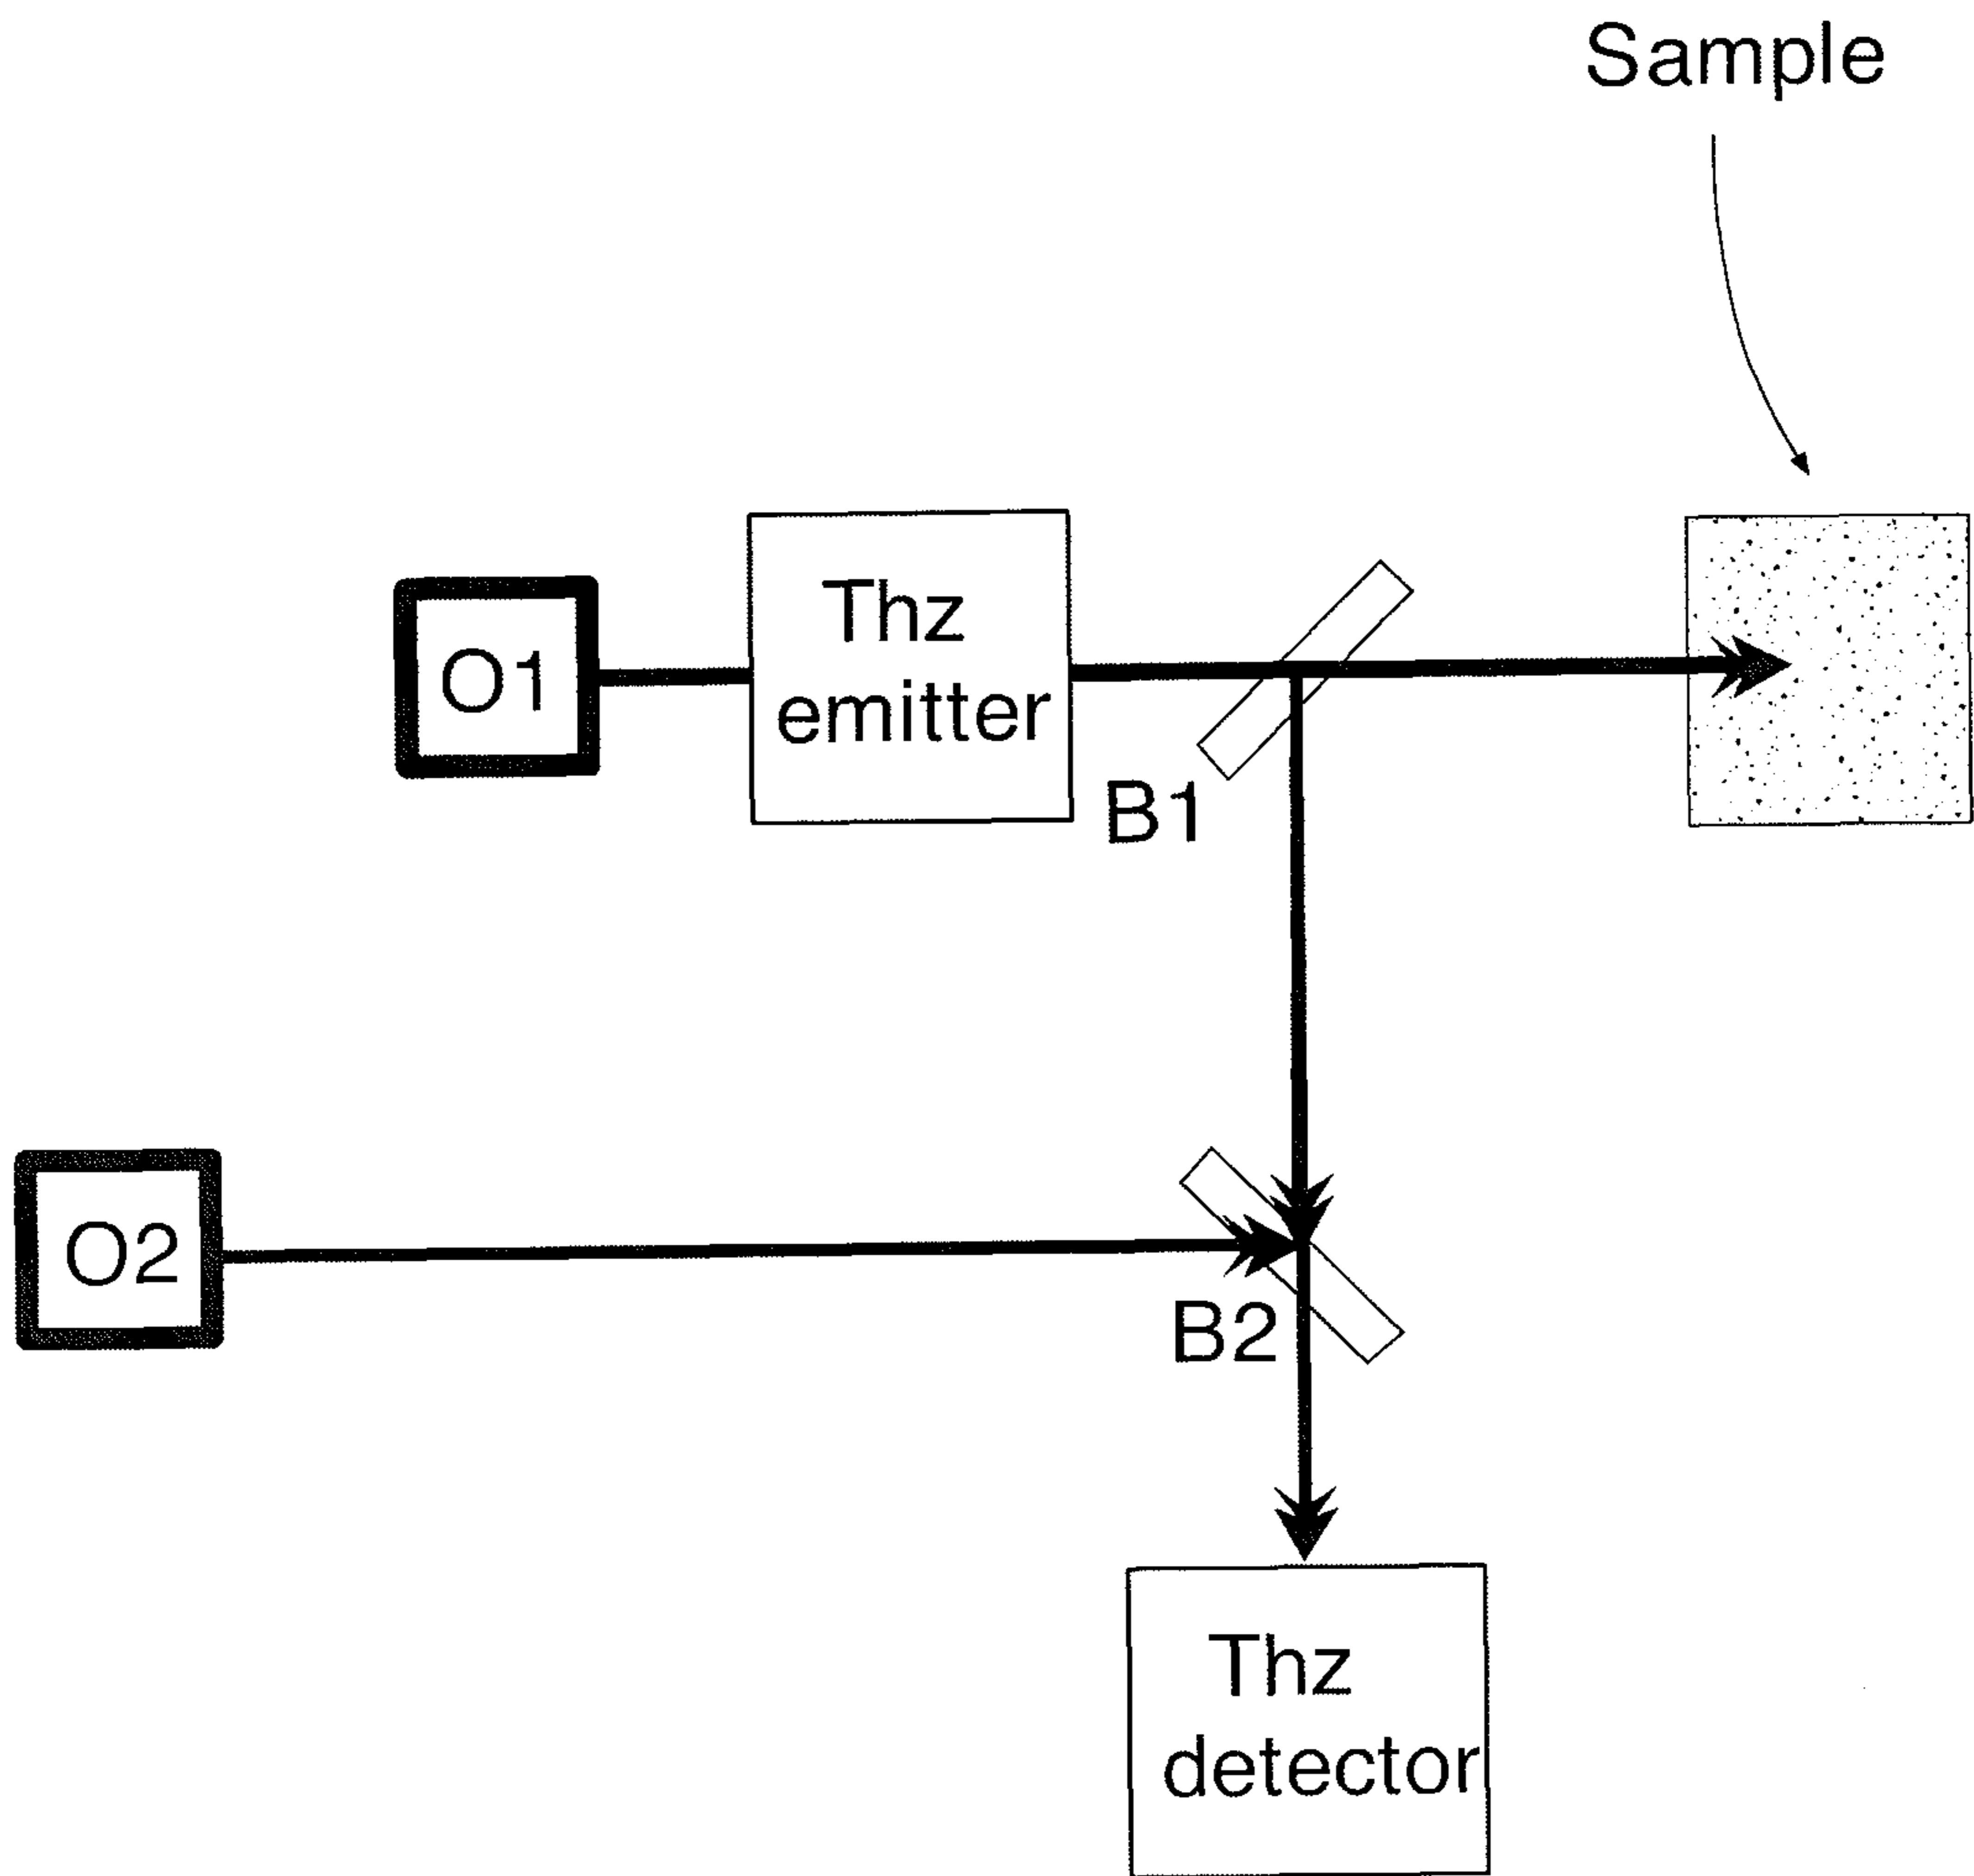 Sample
O1
Thz
emitter
B1
O2
B2
Thz
detector